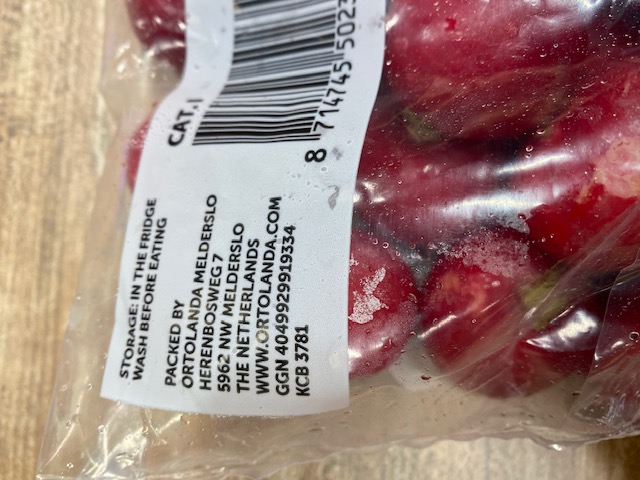 CAT.I
8 714745 5023
STORAGE: IN THE FRIDGE
WASH BEFORE EATING
PACKED BY
ORTOLANDA MELDERSLO
HERENBOSWEG 7
5962 NW MELDERSLO
THE NETHERLANDS
WWW.ORTOLANDA.COM
GGN 4049929919334
KCB 3781